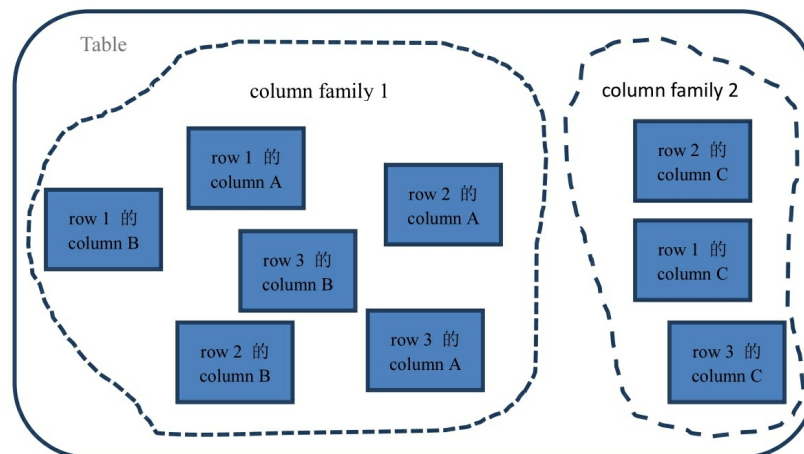 Table
column family 1
column family 2
row 1 的
column A
row 2 的
column C
row 2 的
column A
row 1 的
column B
row 1 的
column C
row 3 的
column B
row 3 的
column A
row 2 的
column B
row 3 的
column C